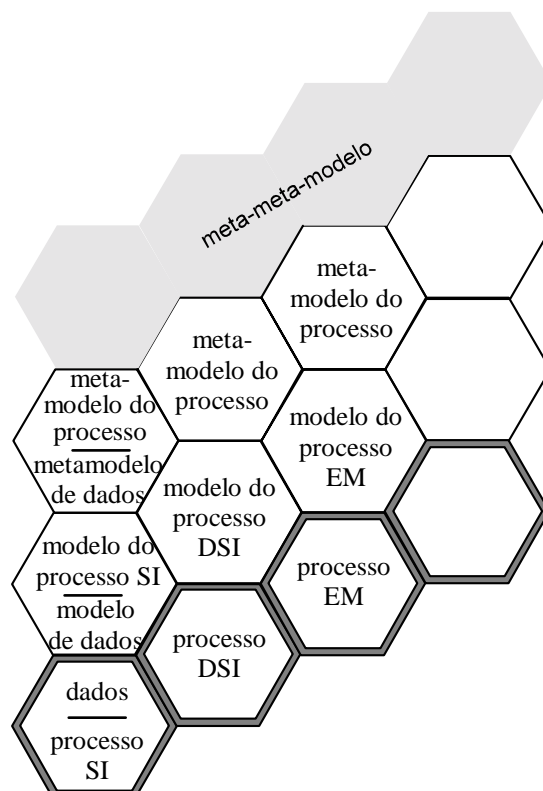 meta-meta-modelo
meta-
modelo do
processo
meta-
modelo do
processo
meta-
modelo do
processo
metamodelo
de dados
modelo do
processo
EM
modelo do
processo
DSI
modelo do
processo SI
modelo
de dados
processo
EM
processo
DSI
dados
processo
SI